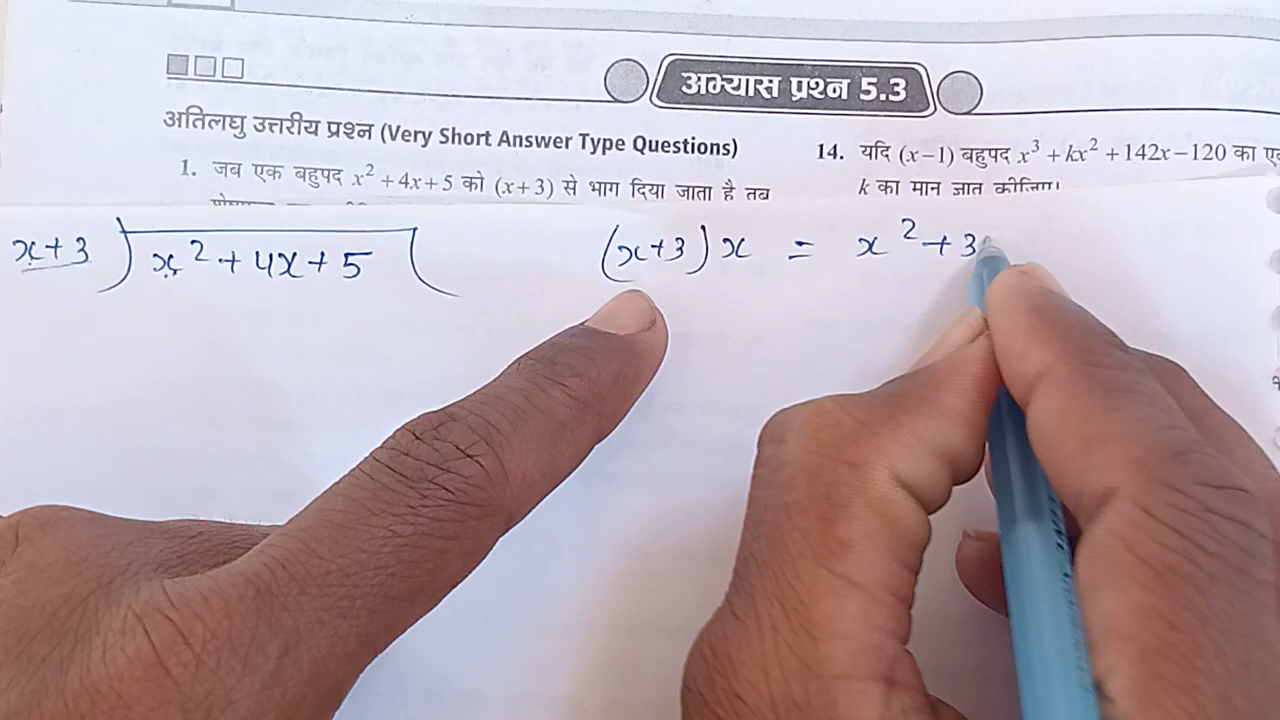 अभ्यास प्रश्न 5.3
अतिलघु उत्तरीय प्रश्न (Very Short Answer Type Questions)
1. जब एक बहुपद x² + 4x + 5 को (x + 3) से भाग दिया जाता है तब
14. यदि (x – 1) बहुपद x³ + kx² + 142x – 120 का
k का मान ज्ञात कीजिए।
x + 3 ) x² + 4x + 5 (
(x+3) x = x² + 3